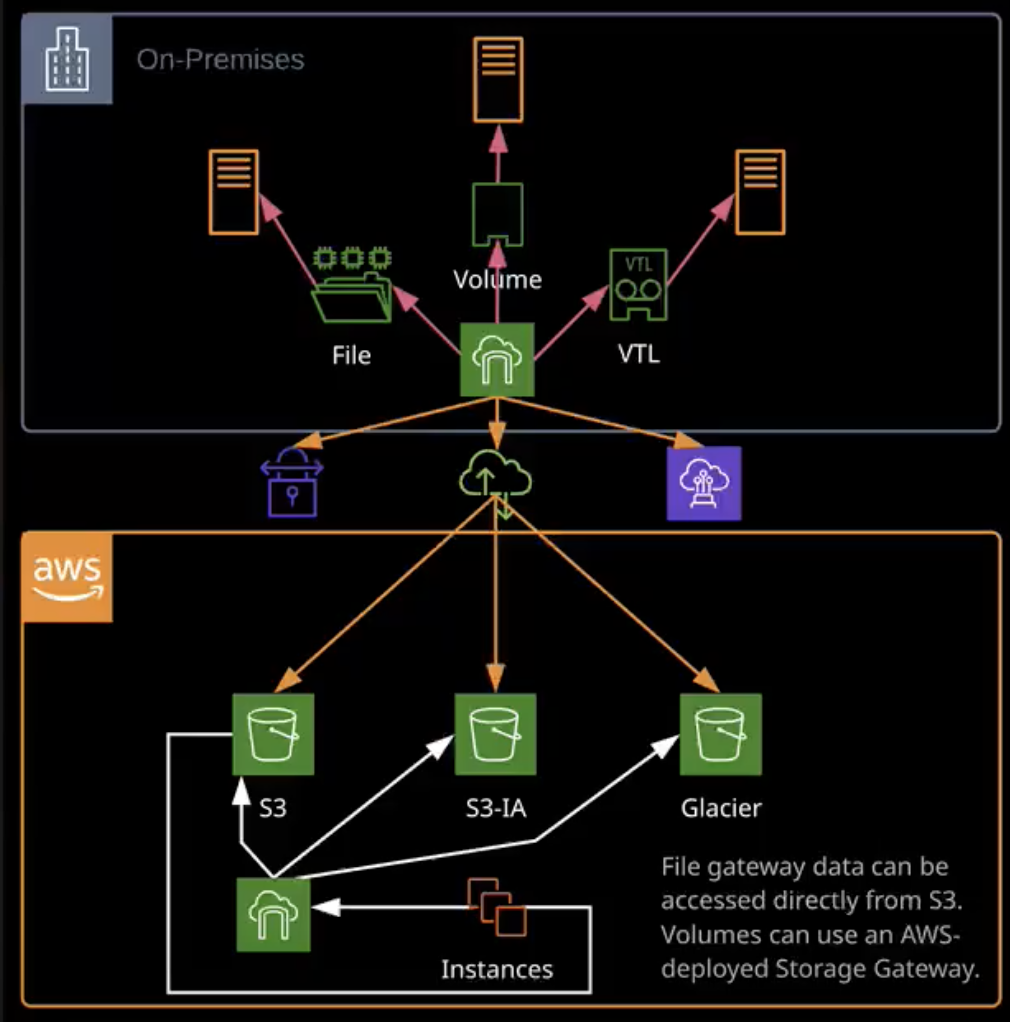 On-Premises
Volume
VTL
File
VTL
aws
S3
S3-IA
Glacier
File gateway data can be
accessed directly from S3.
Volumes can use an AWS-
deployed Storage Gateway.
Instances